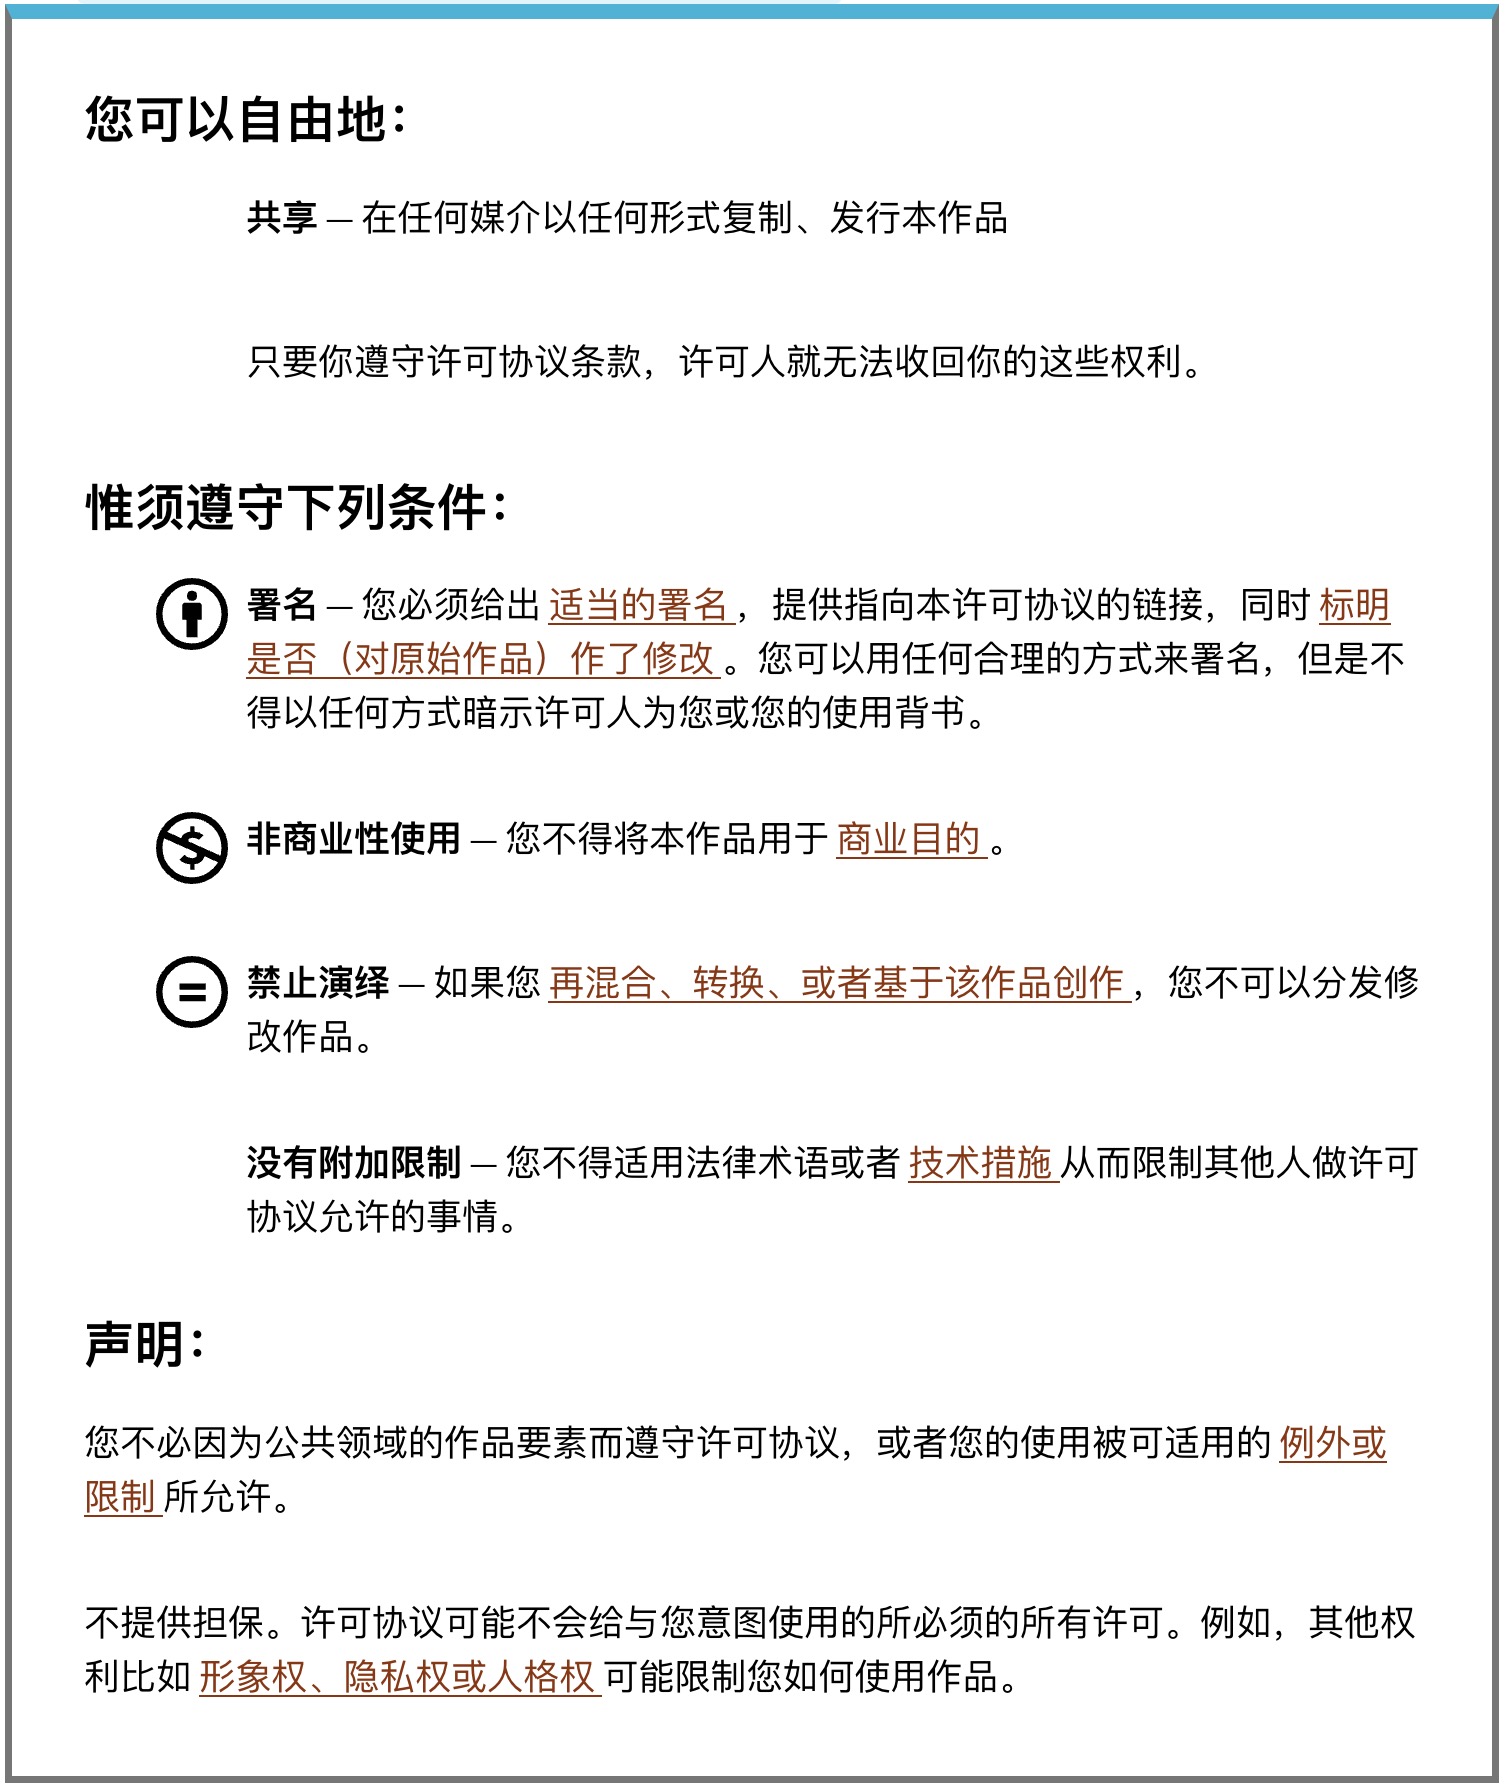 您可以自由地：
共享 — 在任何媒介以任何形式复制、发行本作品
只要你遵守许可协议条款，许可人就无法收回你的这些权利。
惟须遵守下列条件：
署名 — 您必须给出 适当的署名 ，提供指向本许可协议的链接，同时 标明
是否（对原始作品）作了修改 。您可以用任何合理的方式来署名，但是不
得以任何方式暗示许可人为您或您的使用背书。
非商业性使用 — 您不得将本作品用于 商业目的 。
禁止演绎 — 如果您 再混合、转换、或者基于该作品创作 ，您不可以分发修
改作品。
没有附加限制 — 您不得适用法律术语或者 技术措施 从而限制其他人做许可
协议允许的事情。
声明：
您不必因为公共领域的作品要素而遵守许可协议，或者您的使用被可适用的 例外或
限制 所允许。
不提供担保。许可协议可能不会给与您意图使用的所必须的所有许可。例如，其他权
利比如 形象权、隐私权或人格权 可能限制您如何使用作品。